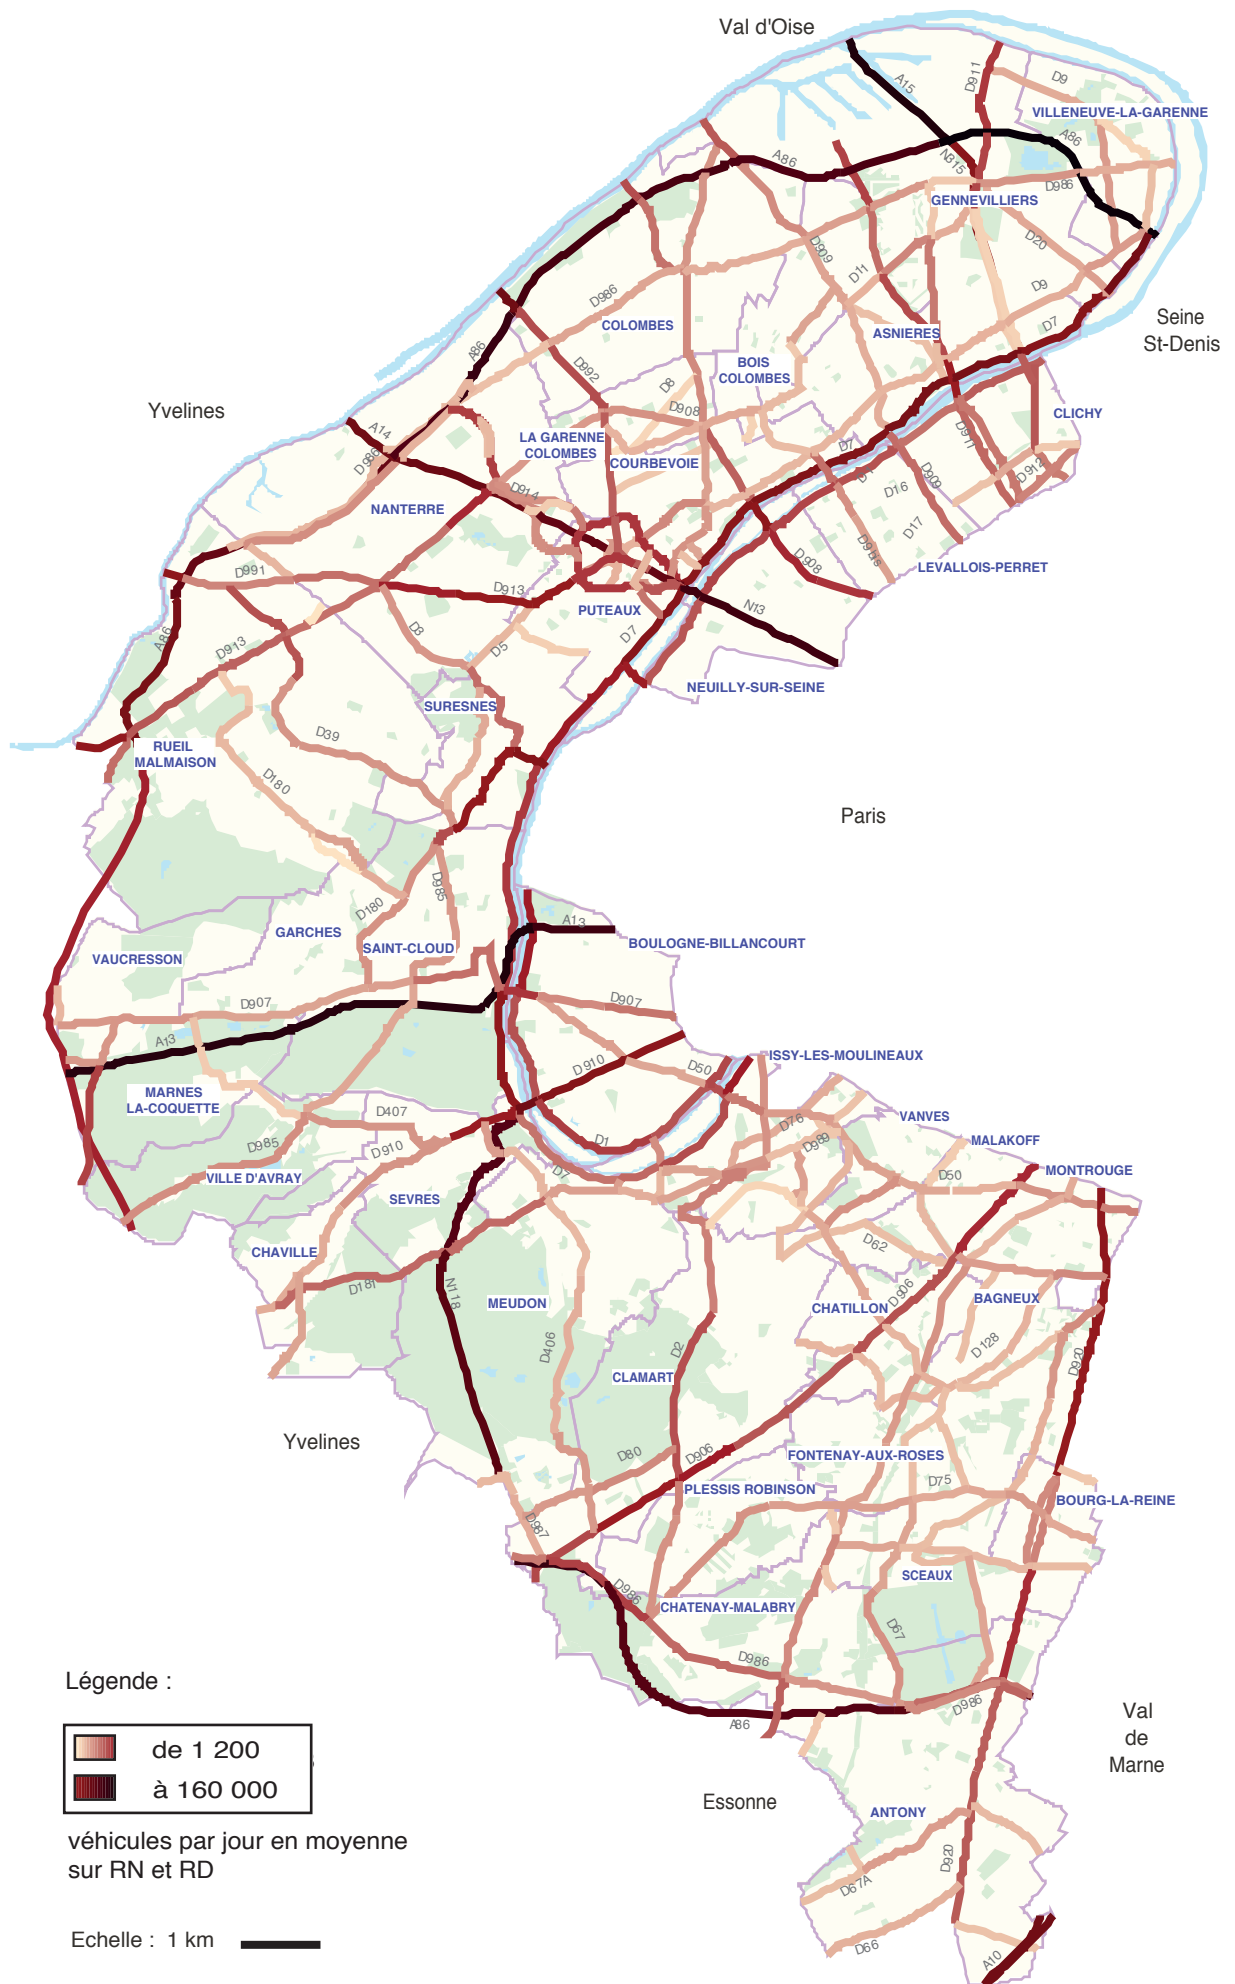 Val d'Oise
A15
D911
D9
VILLENEUVE-LA-GARENNE
A86
A86
N315
D986
GENNEVILLIERS
D20
D909
D11
D9
D986
COLOMBES
ASNIERES
D7
Seine
St-Denis
A86
D992
BOIS
COLOMBES
D8
Yvelines
D908
CLICHY
A14
D986
LA GARENNE
COLOMBES
COURBEVOIE
D7
D911
D912
D909
D16
D914
NANTERRE
D17
D908
LEVALLOIS-PERRET
D991
D913
PUTEAUX
N13
D3
D5
D7
A86
D913
NEUILLY-SUR-SEINE
SURESNES
RUEIL
MALMAISON
D39
D180
Paris
D985
D180
GARCHES
SAINT-CLOUD
A13
BOULOGNE-BILLANCOURT
VAUCRESSON
D907
D907
A13
D910
D50
ISSY-LES-MOULINEAUX
MARNES
LA-COQUETTE
D407
D76
VANVES
D985
D910
D1
D989
MALAKOFF
VILLE D'AVRAY
D7
D50
MONTROUGE
SEVRES
CHAVILLE
D62
D181
N118
MEUDON
D906
CHATILLON
BAGNEUX
D406
D2
D128
D920
CLAMART
Yvelines
D80
D906
FONTENAY-AUX-ROSES
D75
PLESSIS ROBINSON
BOURG-LA-REINE
D987
SCEAUX
D986
CHATENAY-MALABRY
D67
D986
Légende :
D986
A86
Val
de
Marne
de 1 200
à 160 000
Essonne
ANTONY
véhicules par jour en moyenne
sur RN et RD
D920
D67A
Echelle : 1 km
D66
A10